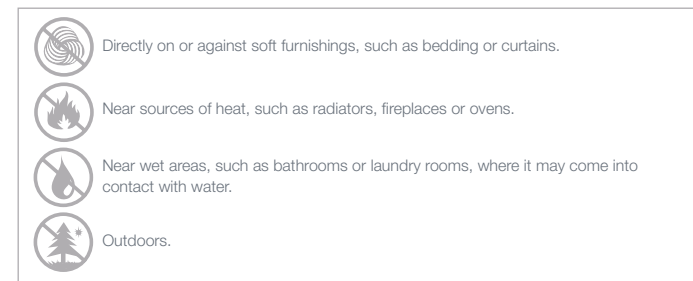 Directly on or against soft furnishings, such as bedding or curtains.
Near sources of heat, such as radiators, fireplaces or ovens.
Near wet areas, such as bathrooms or laundry rooms, where it may come into
contact with water.
Outdoors.